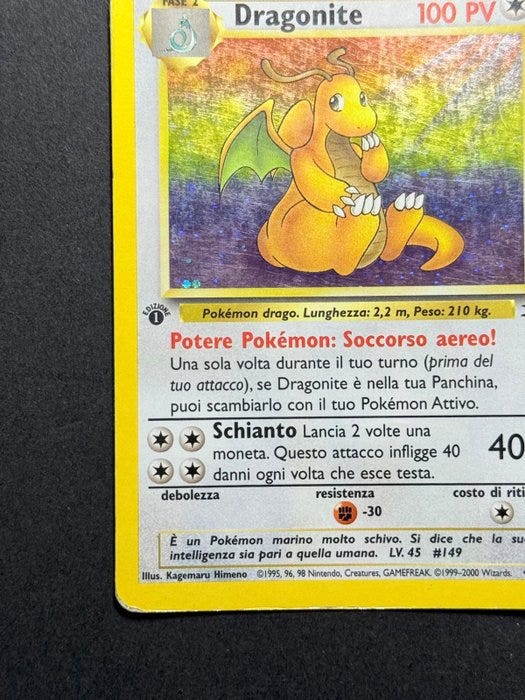 FASE 2
Dragonite 100 PV
EDIZIONE
1
Pokémon drago. Lunghezza: 2,2 m, Peso: 210 kg.
Potere Pokémon: Soccorso aereo!
Una sola volta durante il tuo turno (prima del
tuo attacco), se Dragonite è nella tua Panchina,
puoi scambiarlo con il tuo Pokémon Attivo.
Schianto Lancia 2 volte una
moneta. Questo attacco infligge 40
danni ogni volta che esce testa.
40
debolezza resistenza costo di riti
-30
È un Pokémon marino molto schivo. Si dice che la su
intelligenza sia pari a quella umana. LV. 45 #149
Illus. Kagemaru Himeno ©1995, 96, 98 Nintendo, Creatures, GAMEFREAK. ©1999-2000 Wizards.